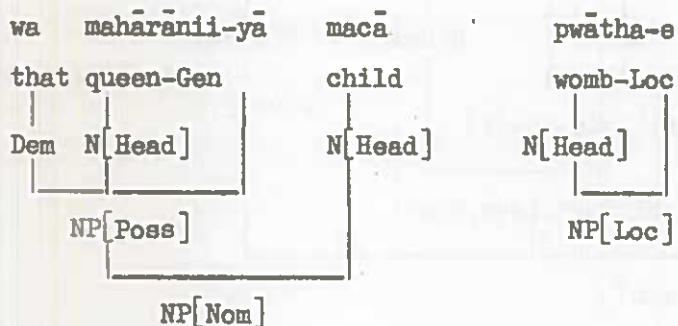 wa mahārānii-yā macā pwātha-e
that queen-Gen child womb-Loc
Dem N[Head] N[Head] N[Head]
NP[Poss] NP[Loc]
NP[Nom]